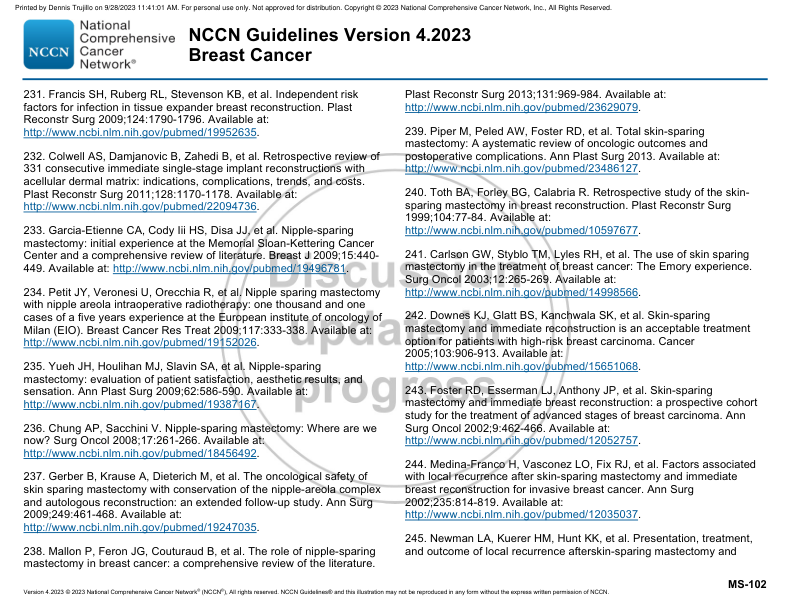 Printed by Dennis Trujillo on 9/28/2023 11:41:01 AM. For personal use only. Not approved for distribution. Copyright © 2023 National Comprehensive Cancer Network, Inc., All Rights Reserved.
NCCN
National
Comprehensive
Cancer
Network®
NCCN Guidelines Version 4.2023
Breast Cancer
231. Francis SH, Ruberg RL, Stevenson KB, et al. Independent risk
factors for infection in tissue expander breast reconstruction. Plast
Reconstr Surg 2009;124:1790-1796. Available at:
http://www.ncbi.nlm.nih.gov/pubmed/19952635.
232. Colwell AS, Damjanovic B, Zahedi B, et al. Retrospective review of
331 consecutive immediate single-stage implant reconstructions with
acellular dermal matrix: indications, complications, trends, and costs.
Plast Reconstr Surg 2011;128:1170-1178. Available at:
http://www.ncbi.nlm.nih.gov/pubmed/22094736.
233. Garcia-Etienne CA, Cody Iii HS, Disa JJ, et al. Nipple-sparing
mastectomy: initial experience at the Memorial Sloan-Kettering Cancer
Center and a comprehensive review of literature. Breast J 2009;15:440-
449. Available at: http://www.ncbi.nlm.nih.gov/pubmed/19496781.
234. Petit JY, Veronesi U, Orecchia R, et al. Nipple sparing mastectomy
with nipple areola intraoperative radiotherapy: one thousand and one
cases of a five years experience at the European institute of oncology of
Milan (EIO). Breast Cancer Res Treat 2009;117:333-338. Available at:
http://www.ncbi.nlm.nih.gov/pubmed/19152026.
235. Yueh JH, Houlihan MJ, Slavin SA, et al. Nipple-sparing
mastectomy: evaluation of patient satisfaction, aesthetic results, and
sensation. Ann Plast Surg 2009;62:586-590. Available at:
http://www.ncbi.nlm.nih.gov/pubmed/19387167.
236. Chung AP, Sacchini V. Nipple-sparing mastectomy: Where are we
now? Surg Oncol 2008;17:261-266. Available at:
http://www.ncbi.nlm.nih.gov/pubmed/18456492.
237. Gerber B, Krause A, Dieterich M, et al. The oncological safety of
skin sparing mastectomy with conservation of the nipple-areola complex
and autologous reconstruction: an extended follow-up study. Ann Surg
2009;249:461-468. Available at:
http://www.ncbi.nlm.nih.gov/pubmed/19247035.
238. Mallon P, Feron JG, Couturaud B, et al. The role of nipple-sparing
mastectomy in breast cancer: a comprehensive review of the literature.
Plast Reconstr Surg 2013;131:969-984. Available at:
http://www.ncbi.nlm.nih.gov/pubmed/23629079.
239. Piper M, Peled AW, Foster RD, et al. Total skin-sparing
mastectomy: A systematic review of oncologic outcomes and
postoperative complications. Ann Plast Surg 2013. Available at:
http://www.ncbi.nlm.nih.gov/pubmed/23486127.
240. Toth BA, Forley BG, Calabria R. Retrospective study of the skin-
sparing mastectomy in breast reconstruction. Plast Reconstr Surg
1999;104:77-84. Available at:
http://www.ncbi.nlm.nih.gov/pubmed/10597677.
241. Carlson GW, Styblo TM, Lyles RH, et al. The use of skin sparing
mastectomy in the treatment of breast cancer: The Emory experience.
Surg Oncol 2003;12:265-269. Available at:
http://www.ncbi.nlm.nih.gov/pubmed/14998566.
242. Downes KJ, Glatt BS, Kanchwala SK, et al. Skin-sparing
mastectomy and immediate reconstruction is an acceptable treatment
option for patients with high-risk breast carcinoma. Cancer
2005;103:906-913. Available at:
http://www.ncbi.nlm.nih.gov/pubmed/15651068.
243. Foster RD, Esserman LJ, Anthony JP, et al. Skin-sparing
mastectomy and immediate breast reconstruction: a prospective cohort
study for the treatment of advanced stages of breast carcinoma. Ann
Surg Oncol 2002;9:462-466. Available at:
http://www.ncbi.nlm.nih.gov/pubmed/12052757.
244. Medina-Franco H, Vasconez LO, Fix RJ, et al. Factors associated
with local recurrence after skin-sparing mastectomy and immediate
breast reconstruction for invasive breast cancer. Ann Surg
2002;235:814-819. Available at:
http://www.ncbi.nlm.nih.gov/pubmed/12035037.
245. Newman LA, Kuerer HM, Hunt KK, et al. Presentation, treatment,
and outcome of local recurrence afterskin-sparing mastectomy and
Discussion
update in
progress
MS-102
Version 4.2023 © 2023 National Comprehensive Cancer Network® (NCCN®), All rights reserved. NCCN Guidelines® and this illustration may not be reproduced in any form without the express written permission of NCCN.